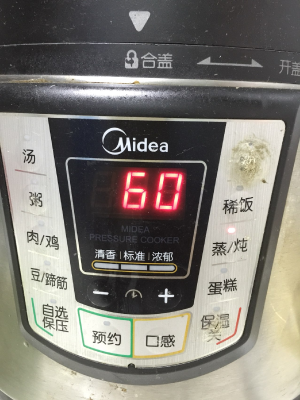 合盖
开盖
Midea
60
MIDEA
PRESSURE COOKER
清香 标准 浓郁
汤
粥
肉/鸡
豆/蹄筋
自选
保压
稀饭
蒸/炖
蛋糕
保温
预约
口感